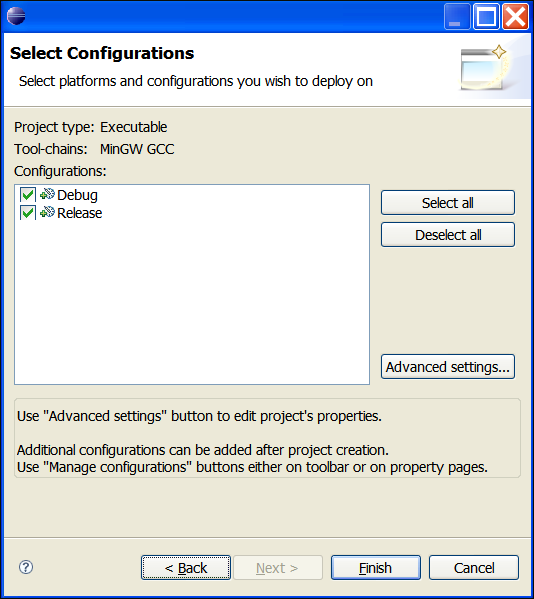 Select Configurations
Select platforms and configurations you wish to deploy on
Project type: Executable
Tool-chains: MinGW GCC
Configurations:
Debug
Release
Select all
Deselect all
Advanced settings...
Use "Advanced settings" button to edit project's properties.
Additional configurations can be added after project creation.
Use "Manage configurations" buttons either on toolbar or on property pages.
? < Back Next > Finish Cancel